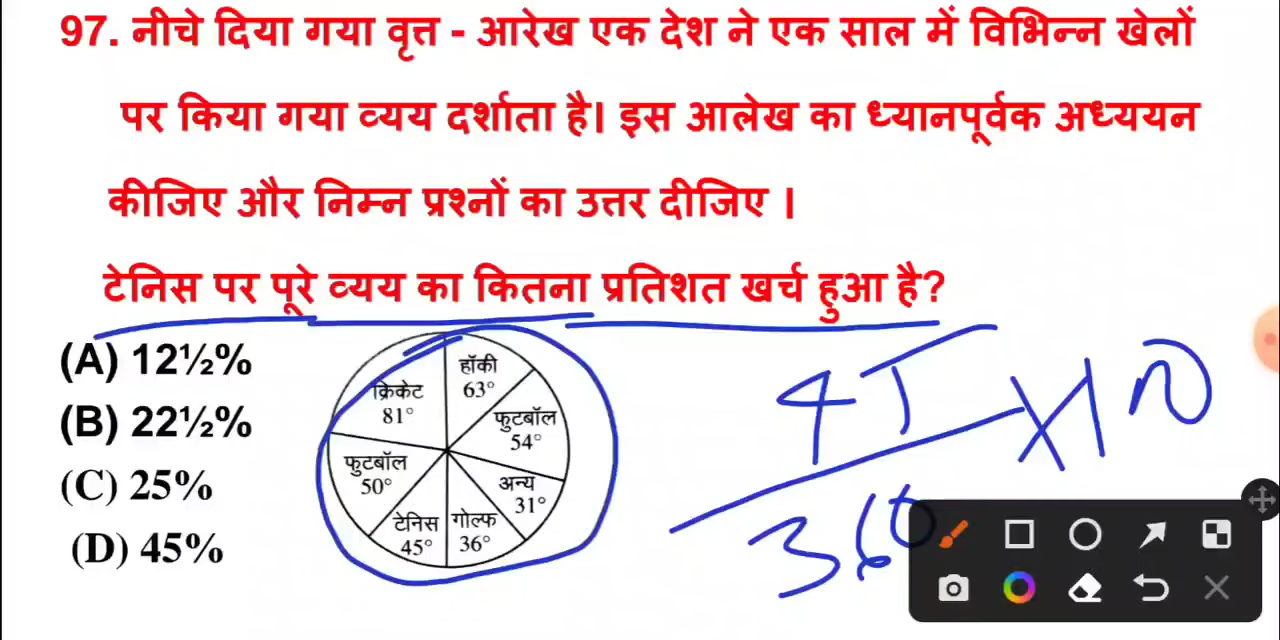 97. नीचे दिया गया वृत्त - आरेख एक देश ने एक साल में विभिन्न खेलों
पर किया गया व्यय दर्शाता है। इस आलेख का ध्यानपूर्वक अध्ययन
कीजिए और निम्न प्रश्नों का उत्तर दीजिए ।
टेनिस पर पूरे व्यय का कितना प्रतिशत खर्च हुआ है?
(A) 12½%
(B) 22½%
(C) 25%
(D) 45%
हॉकी
63°
क्रिकेट
81°
फुटबॉल
54°
फुटबॉल
50°
अन्य
31°
टेनिस
45°
गोल्फ
36°
45
360